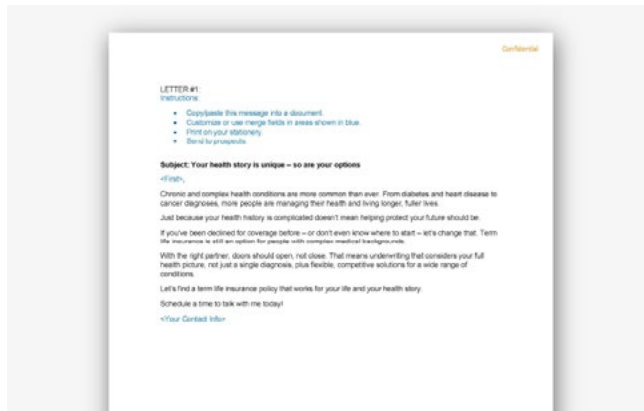 Confidential
LETTER #1:
Instructions:
• Copy/paste this message into a document.
• Customize or use merge fields in areas shown in blue.
• Print on your stationery.
• Send to prospects.
Subject: Your health story is unique – so are your options
<First>,
Chronic and complex health conditions are more common than ever. From diabetes and heart disease to
cancer diagnoses, more people are managing their health and living longer, fuller lives.
Just because your health history is complicated doesn't mean helping protect your future should be.
If you've been declined for coverage before – or don't even know where to start – let's change that. Term
life insurance is still an option for people with complex medical backgrounds.
With the right partner, doors should open, not close. That means underwriting that considers your full
health picture, not just a single diagnosis, plus flexible, competitive solutions for a wide range of
conditions.
Let's find a term life insurance policy that works for your life and your health story.
Schedule a time to talk with me today!
<Your Contact Info>